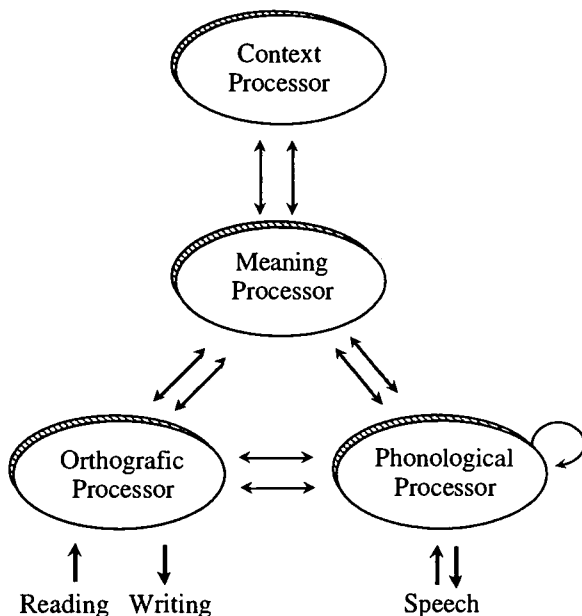 Context
Processor
Meaning
Processor
Orthografic
Processor
Phonological
Processor
Reading Writing
Speech